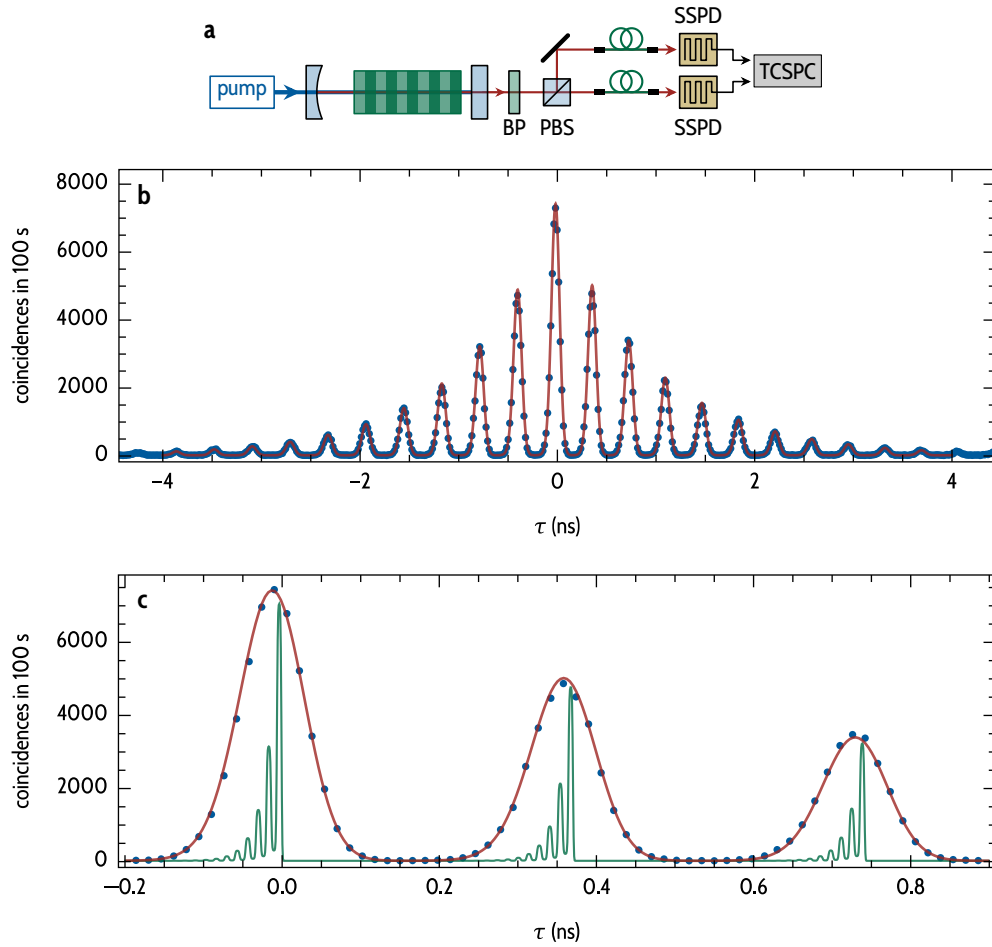 a
SSPD
pump
TCSPC
BP
PBS
SSPD
b
8000
6000
4000
2000
0
coincidences in 100 s
−4
−2
0
2
4
τ (ns)
c
6000
4000
2000
0
coincidences in 100 s
−0.2
0.0
0.2
0.4
0.6
0.8
τ (ns)